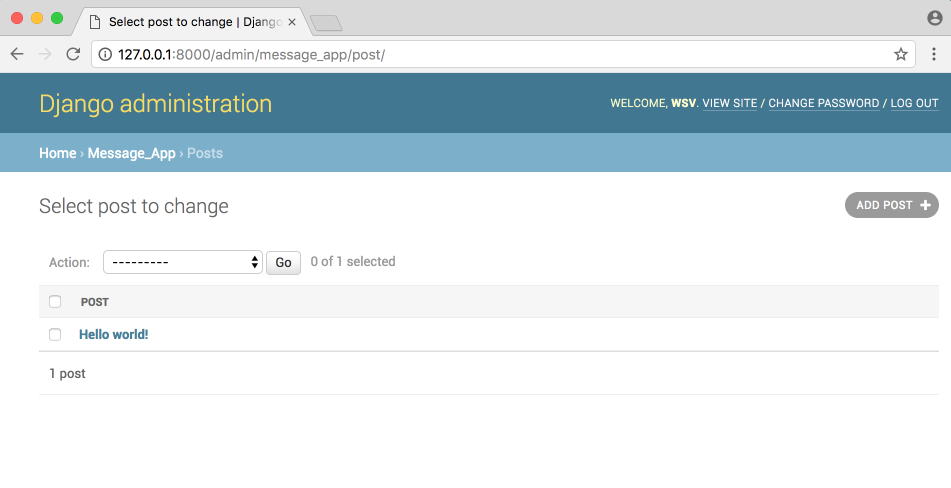 Select post to change | Django
127.0.0.1:8000/admin/message_app/post/
Django administration
WELCOME, WSV. VIEW SITE / CHANGE PASSWORD / LOG OUT
Home › Message_App › Posts
Select post to change
ADD POST +
Action: --------- Go 0 of 1 selected
POST
Hello world!
1 post